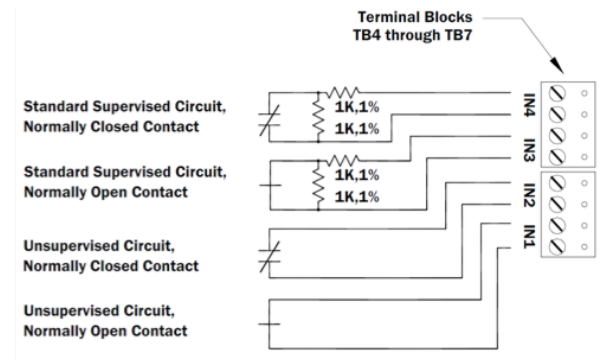 Terminal Blocks
TB4 through TB7
Standard Supervised Circuit,
Normally Closed Contact
1K,1%
1K,1%
IN4
Standard Supervised Circuit,
Normally Open Contact
1K,1%
1K,1%
IN3
Unsupervised Circuit,
Normally Closed Contact
IN2
Unsupervised Circuit,
Normally Open Contact
IN1